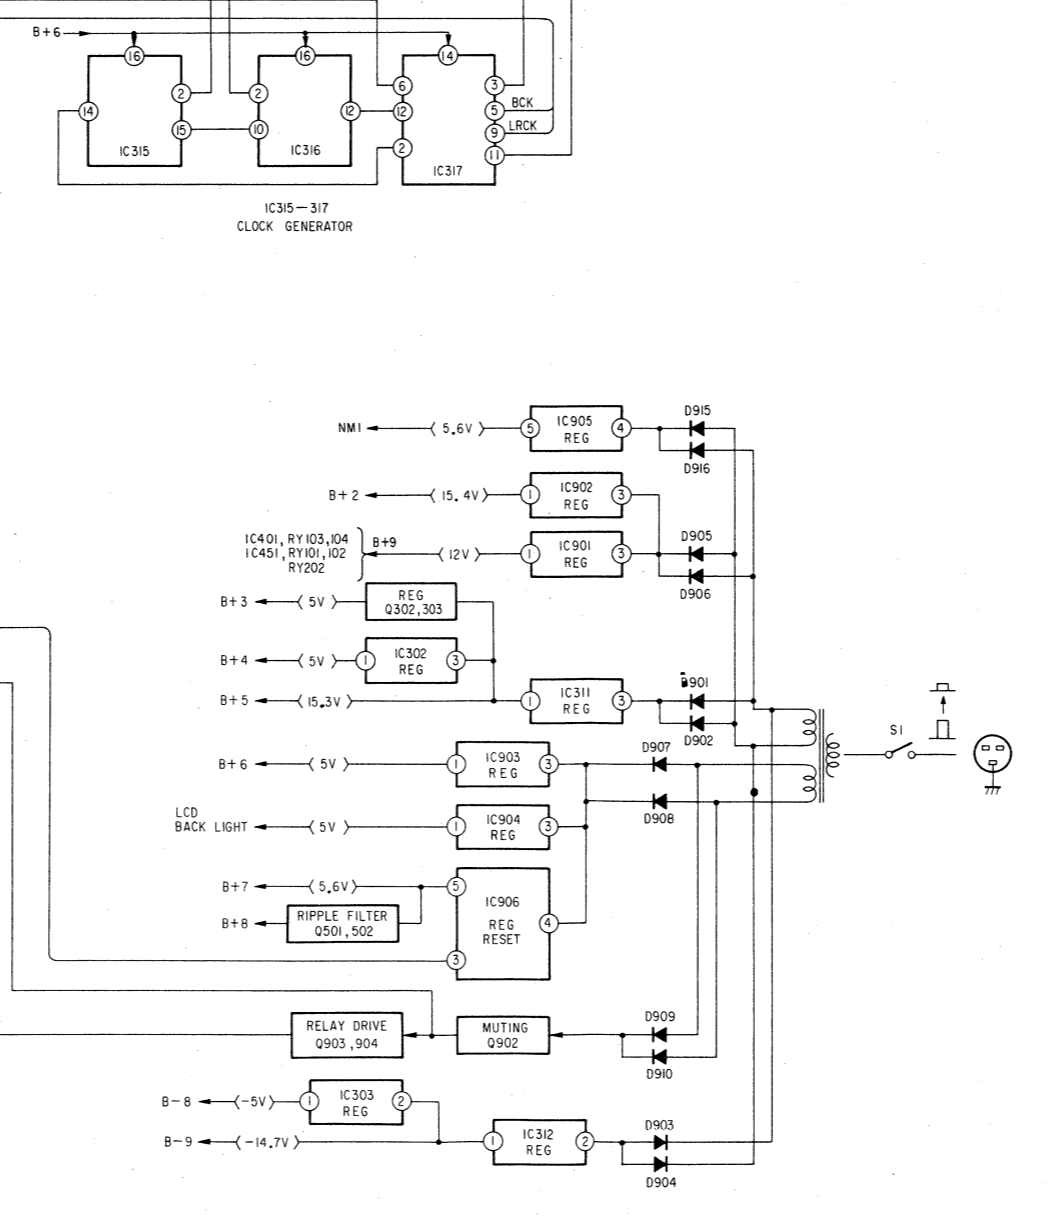 B+6
16
16
14
14
2
15
IC315
2
10
12
IC316
6
12
2
3
5
9
11
IC317
BCK
LRCK
IC315-317
CLOCK GENERATOR
NMI
5.6V
5
IC905
REG
4
D915
D916
B+2
15.4V
1
IC902
REG
3
IC401, RY103,104
IC451, RY101,102
RY202
B+9
12V
1
IC901
REG
3
D905
D906
B+3
5V
REG
Q302,303
B+4
5V
1
IC302
REG
3
B+5
15.3V
1
IC311
REG
3
D901
D902
S1
B+6
5V
1
IC903
REG
3
D907
D908
LCD
BACK LIGHT
5V
1
IC904
REG
3
B+7
5.6V
5
IC906
REG
RESET
4
3
B+8
RIPPLE FILTER
Q501,502
RELAY DRIVE
Q903,904
MUTING
Q902
D909
D910
B-8
-5V
1
IC303
REG
2
B-9
-14.7V
1
IC312
REG
2
D903
D904